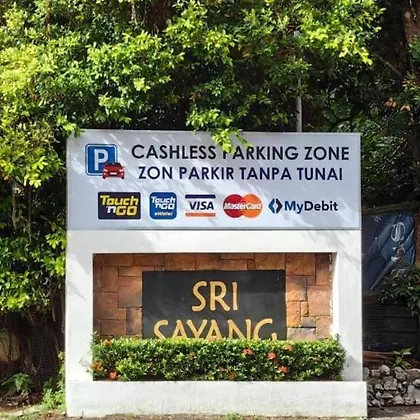 P CASHLESS PARKING ZONE
ZON PARKIR TANPA TUNAI
Touch 'n GO Touch 'n GO eWallet VISA MasterCard MyDebit
SRI
SAYANG